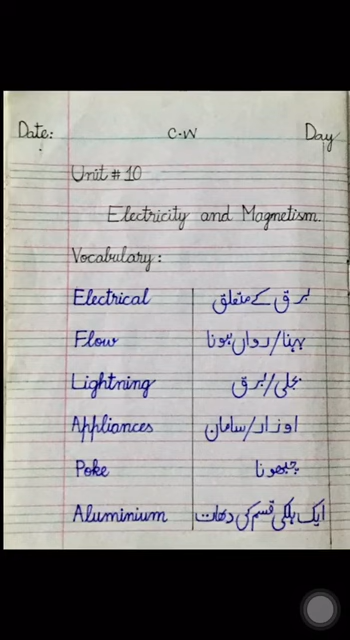 Date: C.W Day
Unit # 10
Electricity and Magnetism.
Vocabulary:
Electrical برق کے متعلق
Flow بہنا/رواں ہونا
Lightning بجلی/برق
Appliances اوزار/سامان
Poke چبھونا
Aluminium ایک ہلکی قسم کی دھات